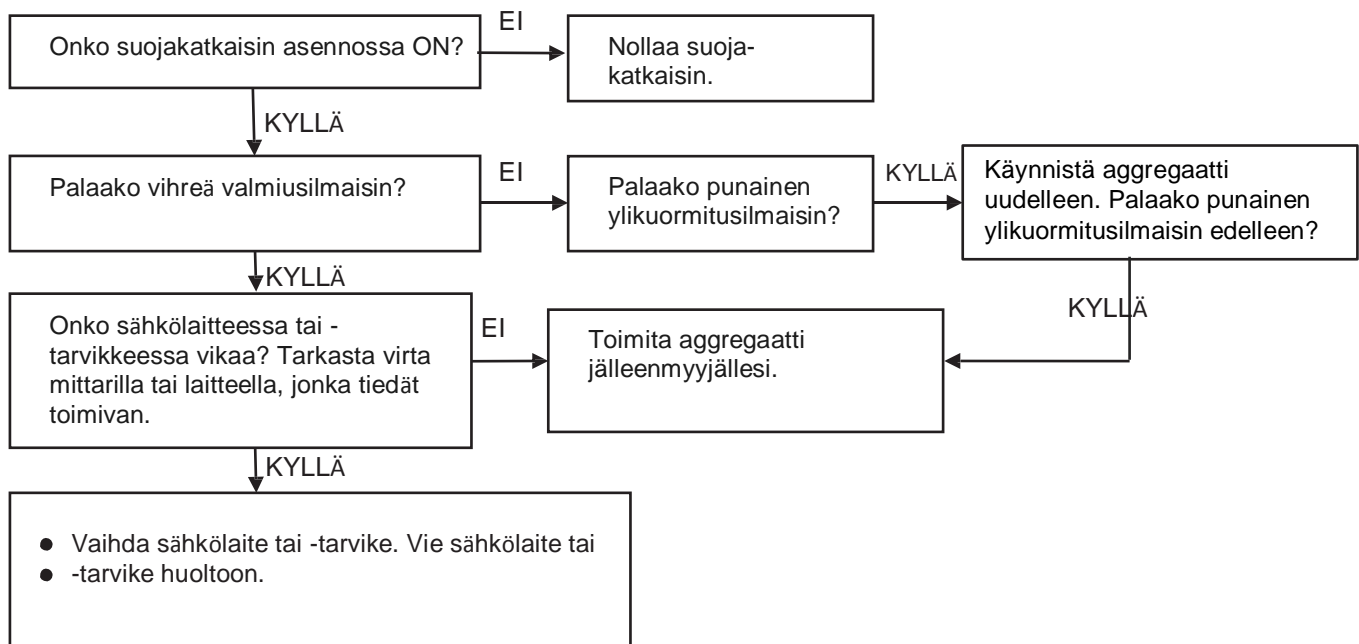 Onko suojakatkaisin asennossa ON?
EI
Nollaa suoja-
katkaisin.
KYLLÄ
Palaako vihreä valmiusilmaisin?
EI
Palaako punainen
ylikuormitusilmaisin?
KYLLÄ
Käynnistä aggregaatti
uudelleen. Palaako punainen
ylikuormitusilmaisin edelleen?
KYLLÄ
Onko sähkölaitteessa tai -
tarvikkeessa vikaa? Tarkasta virta
mittarilla tai laitteella, jonka tiedät
toimivan.
EI
Toimita aggregaatti
jälleenmyyjällesi.
KYLLÄ
KYLLÄ
● Vaihda sähkölaite tai -tarvike. Vie sähkölaite tai
● -tarvike huoltoon.